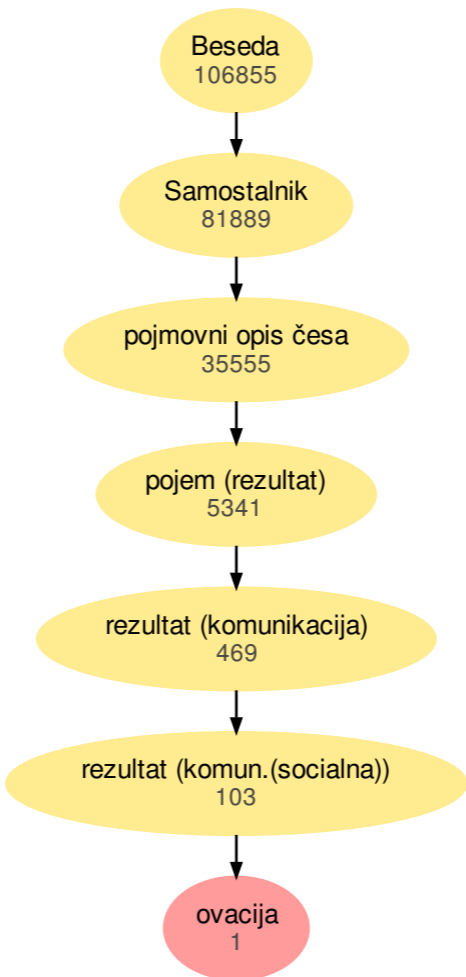 Beseda
106855
Samostalnik
81889
pojmovni opis česa
35555
pojem (rezultat)
5341
rezultat (komunikacija)
469
rezultat (komun.(socialna))
103
ovacija
1